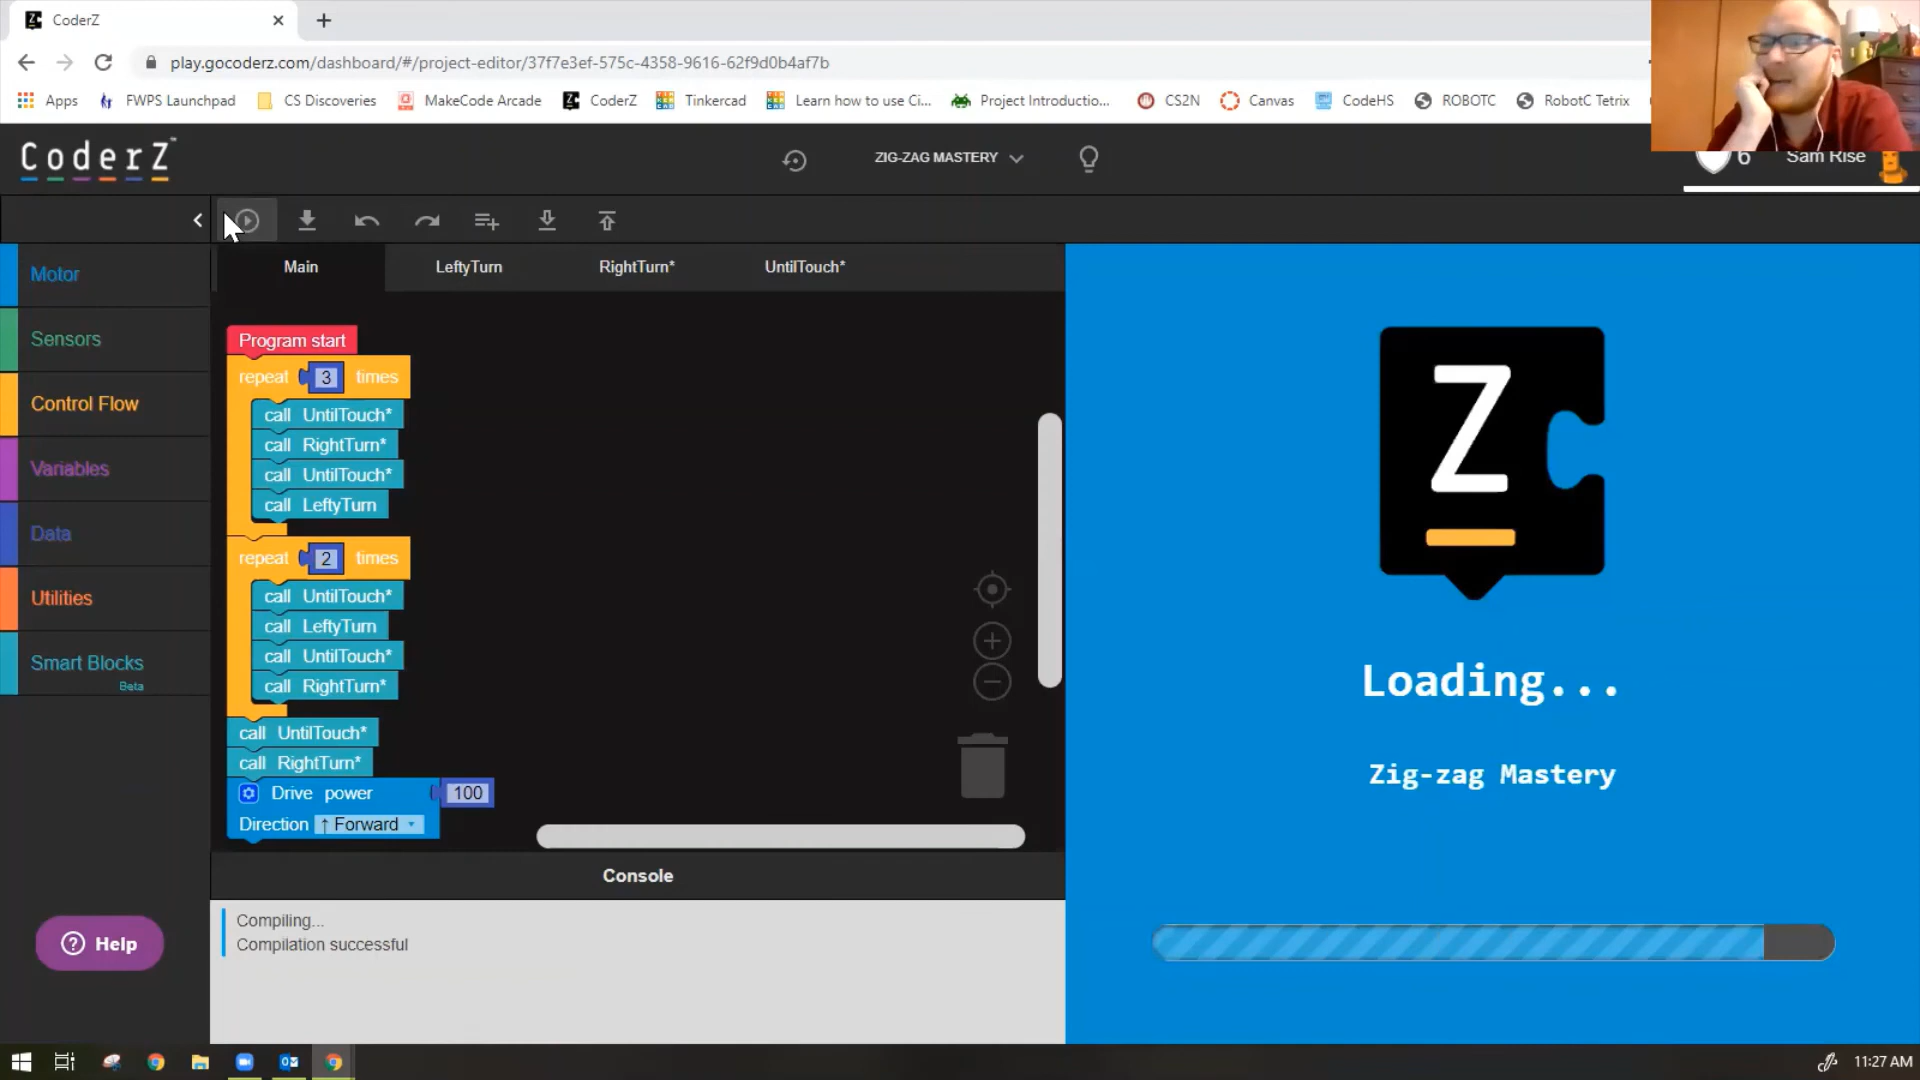 CoderZ
play.gocoderz.com/dashboard/#/project-editor/37f7e3ef-575c-4358-9616-62f9d0b4af7b
Apps FWPS Launchpad CS Discoveries MakeCode Arcade CoderZ Tinkercad Learn how to use Ci... Project Introductio... CS2N Canvas CodeHS ROBOTC RobotC Tetrix
CoderZ™
ZIG-ZAG MASTERY
6 Sam Rise
Main LeftyTurn RightTurn* UntilTouch*
Motor
Sensors
Control Flow
Variables
Data
Utilities
Smart Blocks
Beta
Help
Program start
repeat 3 times
call UntilTouch*
call RightTurn*
call UntilTouch*
call LeftyTurn
repeat 2 times
call UntilTouch*
call LeftyTurn
call UntilTouch*
call RightTurn*
call UntilTouch*
call RightTurn*
Drive power 100
Direction ↑ Forward
Console
Compiling...
Compilation successful
Z
Loading...
Zig-zag Mastery
11:27 AM